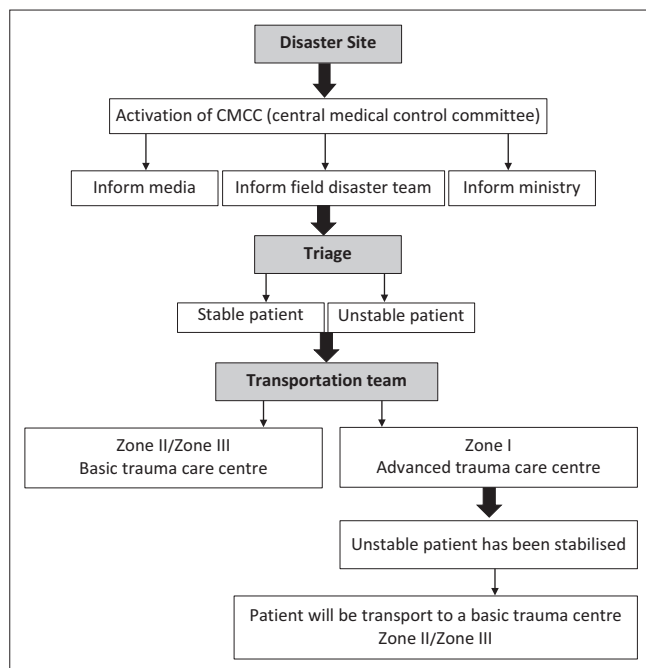 Disaster Site
Activation of CMCC (central medical control committee)
Inform media
Inform field disaster team
Inform ministry
Triage
Stable patient
Unstable patient
Transportation team
Zone II/Zone III
Basic trauma care centre
Zone I
Advanced trauma care centre
Unstable patient has been stabilised
Patient will be transport to a basic trauma centre
Zone II/Zone III